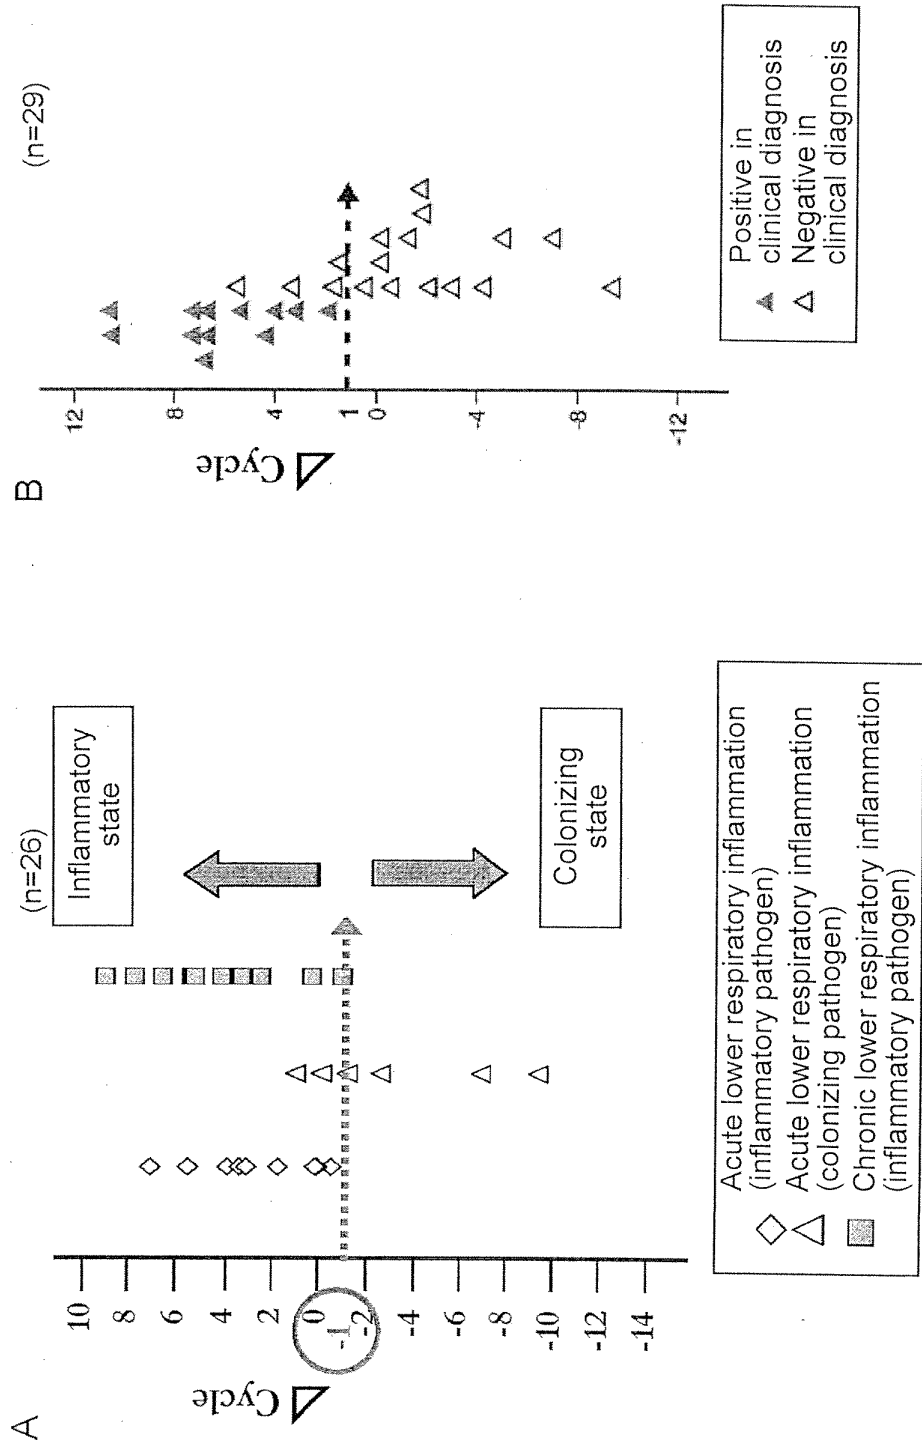 A
(n=26)
Δ Cycle
10
8
6
4
2
0
-1
-2
-4
-6
-8
-10
-12
-14
Inflammatory
state
Colonizing
state
◇ Acute lower respiratory inflammation
(inflammatory pathogen)
△ Acute lower respiratory inflammation
(colonizing pathogen)
Chronic lower respiratory inflammation
(inflammatory pathogen)
B
(n=29)
Δ Cycle
12
8
4
1
0
-4
-8
-12
▲ Positive in
clinical diagnosis
△ Negative in
clinical diagnosis